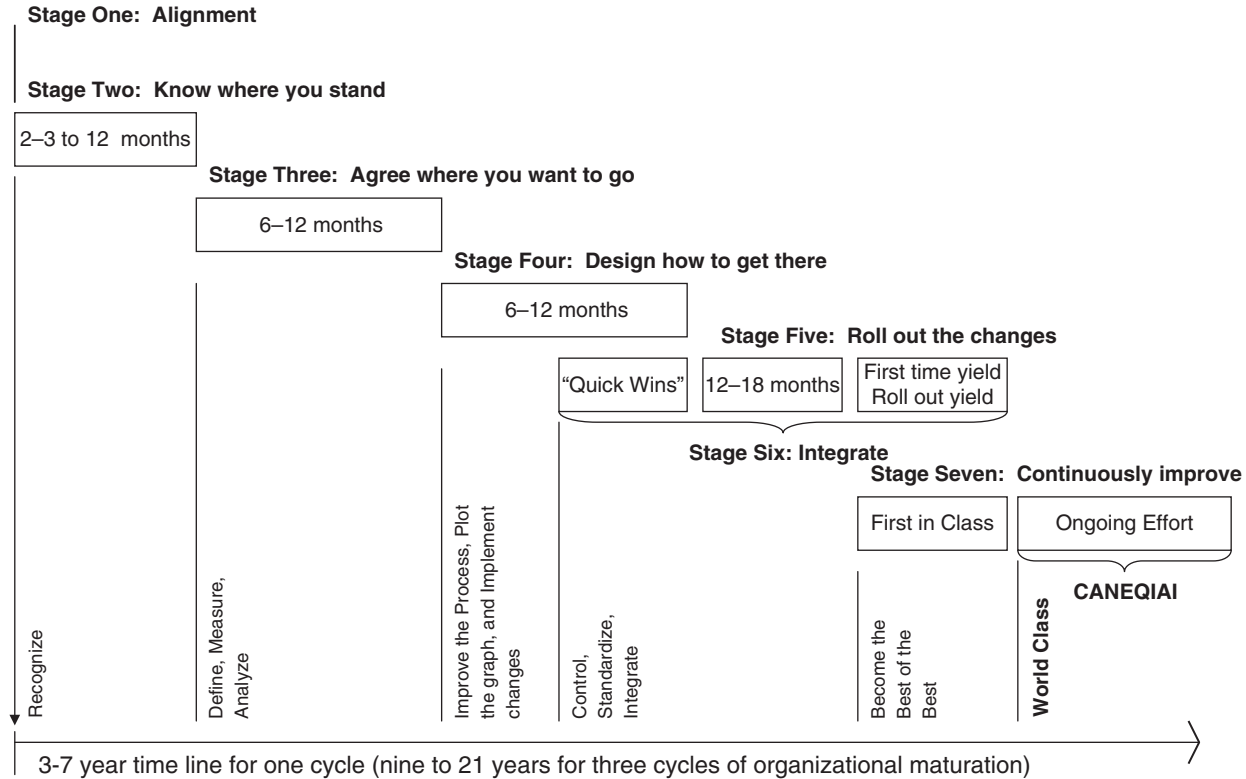 Stage One: Alignment
Stage Two: Know where you stand
2–3 to 12 months
Stage Three: Agree where you want to go
6–12 months
Stage Four: Design how to get there
6–12 months
Stage Five: Roll out the changes
“Quick Wins”
12–18 months
First time yield
Roll out yield
Stage Six: Integrate
Stage Seven: Continuously improve
First in Class
Ongoing Effort
CANEQIAI
Recognize
Define, Measure,
Analyze
Improve the Process, Plot
the graph, and Implement
changes
Control,
Standardize,
Integrate
Become the
Best of the
Best
World Class
3-7 year time line for one cycle (nine to 21 years for three cycles of organizational maturation)